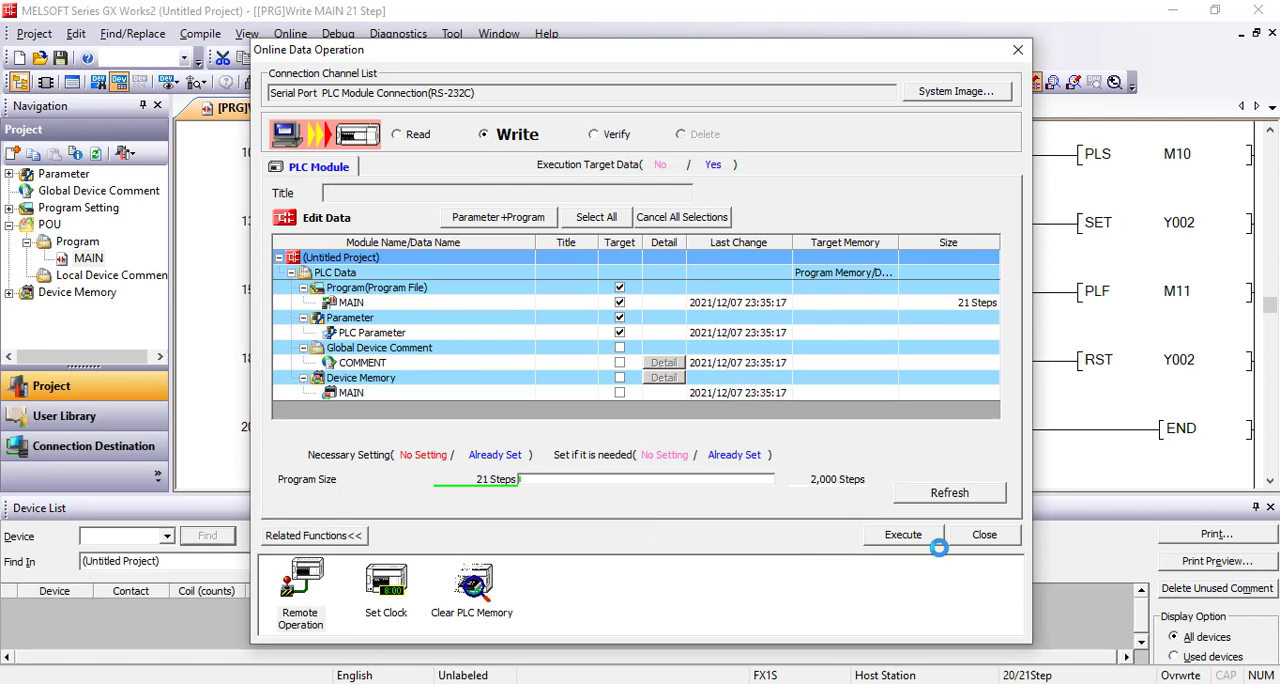 MELSOFT Series GX Works2 (Untitled Project) - [[PRG]Write MAIN 21 Step]
Project Edit Find/Replace Compile View Online Debug Diagnostics Tool Window Help
Online Data Operation
Connection Channel List
Serial Port PLC Module Connection(RS-232C)
System Image...
Read
Write
Verify
Delete
PLC Module
Execution Target Data( No / Yes )
Title
Edit Data
Parameter+Program
Select All
Cancel All Selections
Module Name/Data Name Title Target Detail Last Change Target Memory Size
(Untitled Project)
PLC Data Program Memory/D...
Program(Program File)
MAIN 2021/12/07 23:35:17 21 Steps
Parameter
PLC Parameter 2021/12/07 23:35:17
Global Device Comment
COMMENT Detail 2021/12/07 23:35:17
Device Memory Detail
MAIN 2021/12/07 23:35:17
Necessary Setting( No Setting / Already Set ) Set if it is needed( No Setting / Already Set )
Program Size 21 Steps 2,000 Steps
Refresh
Related Functions<<
Execute
Close
Remote Operation
Set Clock
Clear PLC Memory
Navigation
Project
Parameter
Global Device Comment
Program Setting
POU
Program
MAIN
Local Device Commen
Device Memory
Project
User Library
Connection Destination
[PRG]
PLS M10
SET Y002
PLF M11
RST Y002
END
Device List
Device
Find
Find In (Untitled Project)
Device Contact Coil (counts)
Print...
Print Preview...
Delete Unused Comment
Display Option
All devices
Used devices
English Unlabeled FX1S Host Station 20/21Step Ovrwrte CAP NUM